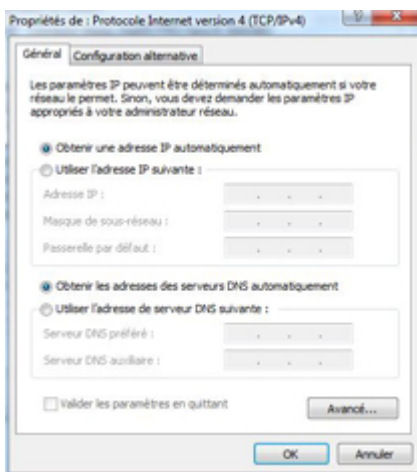 Propriétés de : Protocole Internet version 4 (TCP/IPv4)
Général
Configuration alternative
Les paramètres IP peuvent être déterminés automatiquement si votre
réseau le permet. Sinon, vous devez demander les paramètres IP
appropriés à votre administrateur réseau.
Obtenir une adresse IP automatiquement
Utiliser l'adresse IP suivante :
Adresse IP :
Masque de sous-réseau :
Passerelle par défaut :
Obtenir les adresses des serveurs DNS automatiquement
Utiliser l'adresse de serveur DNS suivante :
Serveur DNS préféré :
Serveur DNS auxiliaire :
Valider les paramètres en quittant
Avancé...
OK
Annuler